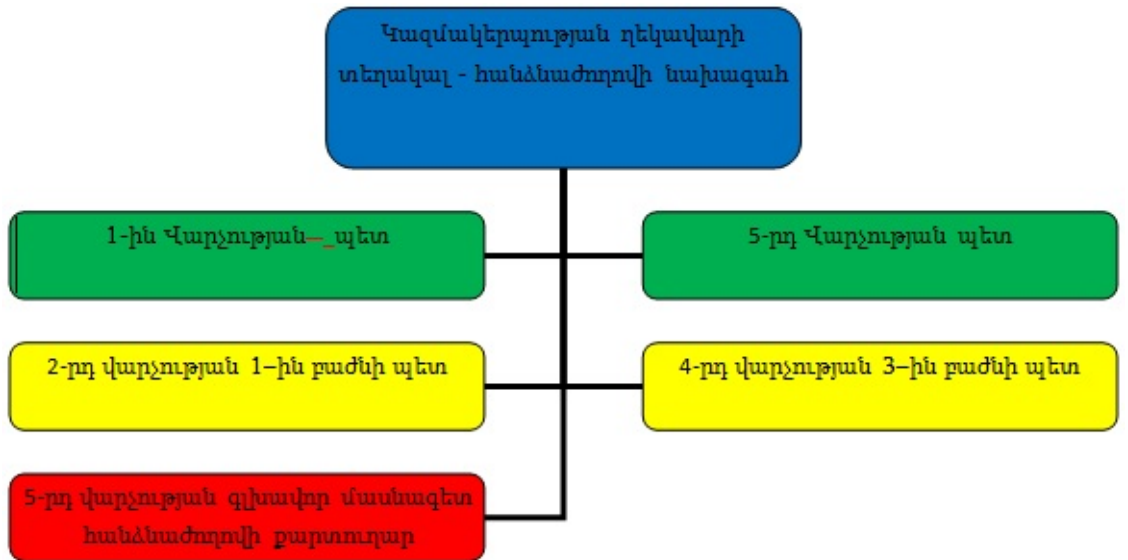 Կազմակերպության ղեկավարի
տեղակալ - հանձնաժողովի նախագահ
1-ին Վարչության–_պետ
5-րդ Վարչության պետ
2-րդ վարչության 1–ին բաժնի պետ
4-րդ վարչության 3–ին բաժնի պետ
5-րդ վարչության գլխավոր մասնագետ
հանձնաժողովի քարտուղար